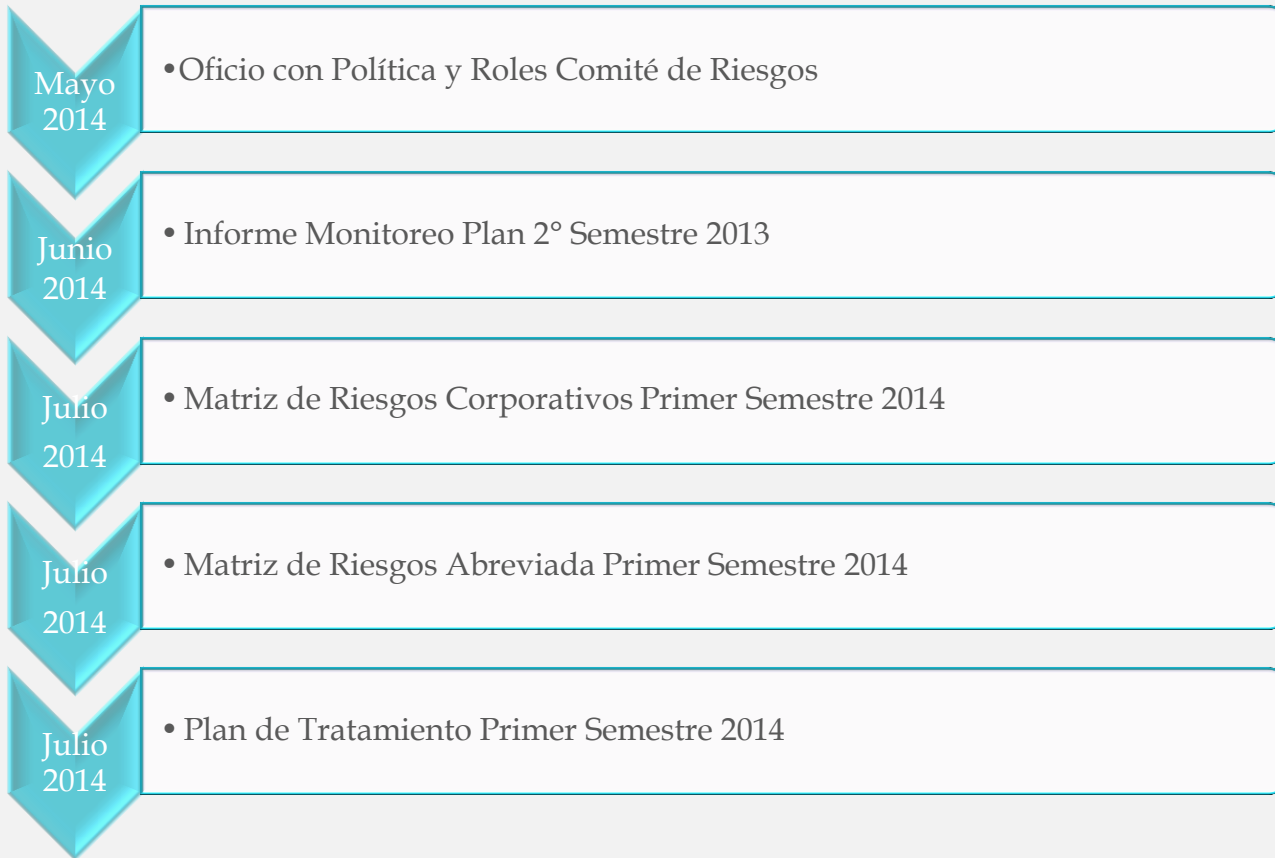 Mayo
2014
•Oficio con Política y Roles Comité de Riesgos
Junio
2014
• Informe Monitoreo Plan 2° Semestre 2013
Julio
2014
• Matriz de Riesgos Corporativos Primer Semestre 2014
Julio
2014
• Matriz de Riesgos Abreviada Primer Semestre 2014
Julio
2014
• Plan de Tratamiento Primer Semestre 2014